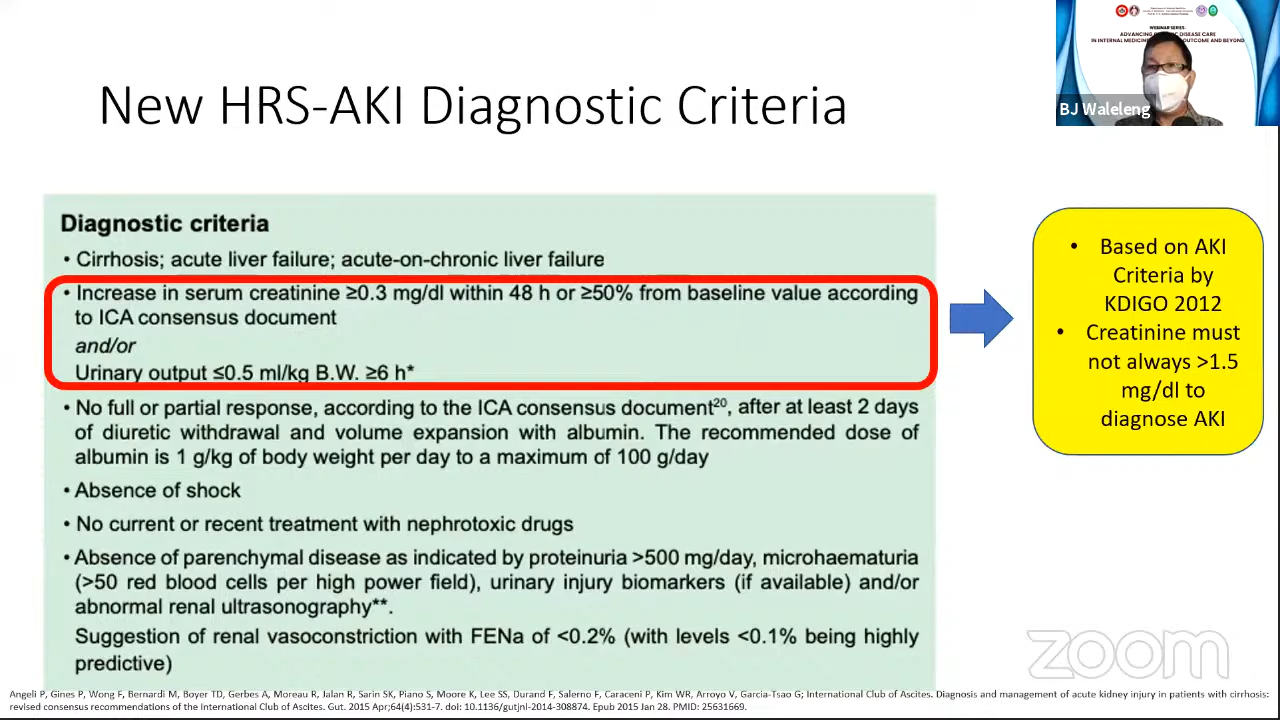 WEBINAR SERIES
New HRS-AKI Diagnostic Criteria
BJ Waleleng
Diagnostic criteria
• Cirrhosis; acute liver failure; acute-on-chronic liver failure
• Increase in serum creatinine ≥0.3 mg/dl within 48 h or ≥50% from baseline value according
to ICA consensus document
and/or
Urinary output ≤0.5 ml/kg B.W. ≥6 h*
• No full or partial response, according to the ICA consensus document²⁰, after at least 2 days
of diuretic withdrawal and volume expansion with albumin. The recommended dose of
albumin is 1 g/kg of body weight per day to a maximum of 100 g/day
• Absence of shock
• No current or recent treatment with nephrotoxic drugs
• Absence of parenchymal disease as indicated by proteinuria >500 mg/day, microhaematuria
(>50 red blood cells per high power field), urinary injury biomarkers (if available) and/or
abnormal renal ultrasonography**.
Suggestion of renal vasoconstriction with FENa of <0.2% (with levels <0.1% being highly
predictive)
• Based on AKI
Criteria by
KDIGO 2012
• Creatinine must
not always >1.5
mg/dl to
diagnose AKI
zoom
Angeli P, Gines P, Wong F, Bernardi M, Boyer TD, Gerbes A, Moreau R, Jalan R, Sarin SK, Piano S, Moore K, Lee SS, Durand F, Salerno F, Caraceni P, Kim WR, Arroyo V, Garcia-Tsao G; International Club of Ascites. Diagnosis and management of acute kidney injury in patients with cirrhosis:
revised consensus recommendations of the International Club of Ascites. Gut. 2015 Apr;64(4):531-7. doi: 10.1136/gutjnl-2014-308874. Epub 2015 Jan 28. PMID: 25631669.